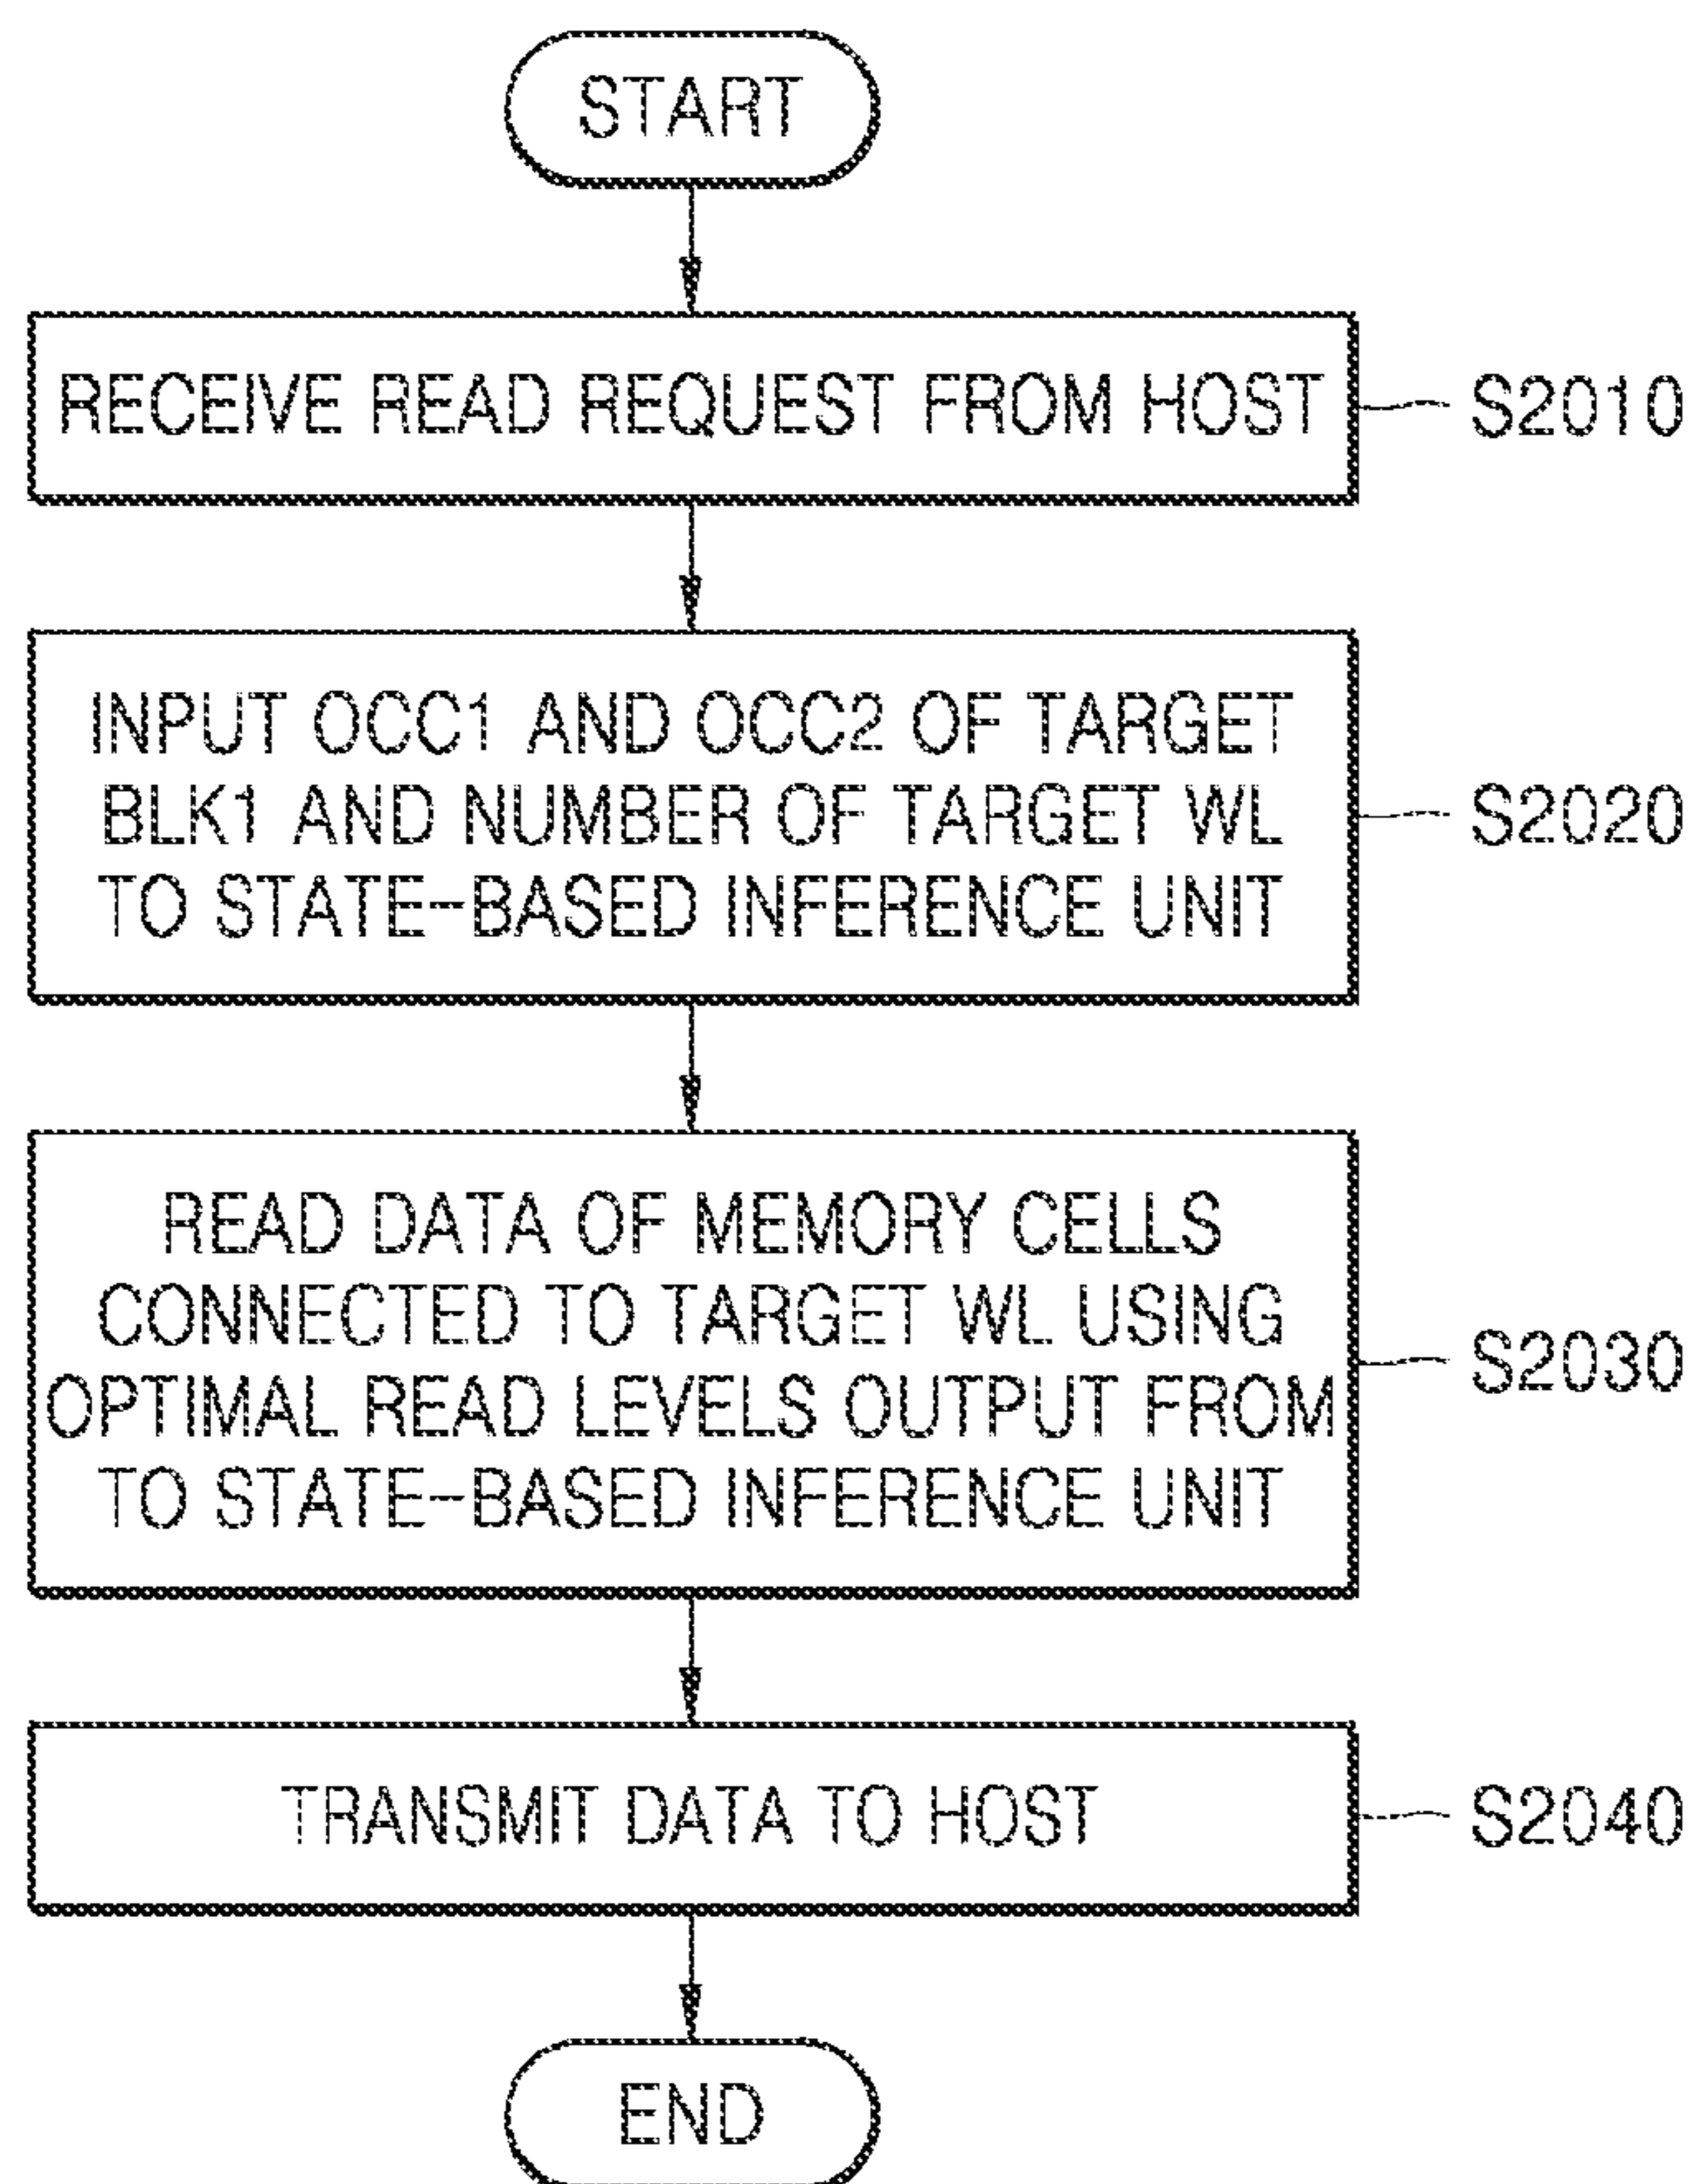 START
RECEIVE READ REQUEST FROM HOST
S2010
INPUT OCC1 AND OCC2 OF TARGET
BLK1 AND NUMBER OF TARGET WL
TO STATE-BASED INFERENCE UNIT
S2020
READ DATA OF MEMORY CELLS
CONNECTED TO TARGET WL USING
OPTIMAL READ LEVELS OUTPUT FROM
TO STATE-BASED INFERENCE UNIT
S2030
TRANSMIT DATA TO HOST
S2040
END